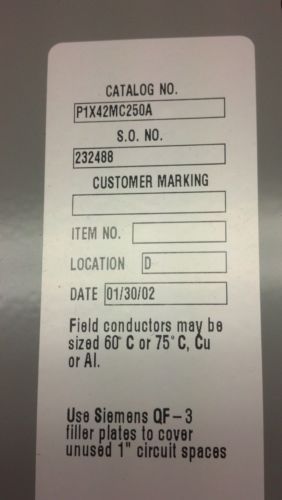 CATALOG NO.
P1X42MC250A
S.O. NO.
232488
CUSTOMER MARKING
ITEM NO.
LOCATION D
DATE 01/30/02
Field conductors may be
sized 60° C or 75° C, Cu
or Al.
Use Siemens QF-3
filler plates to cover
unused 1" circuit spaces